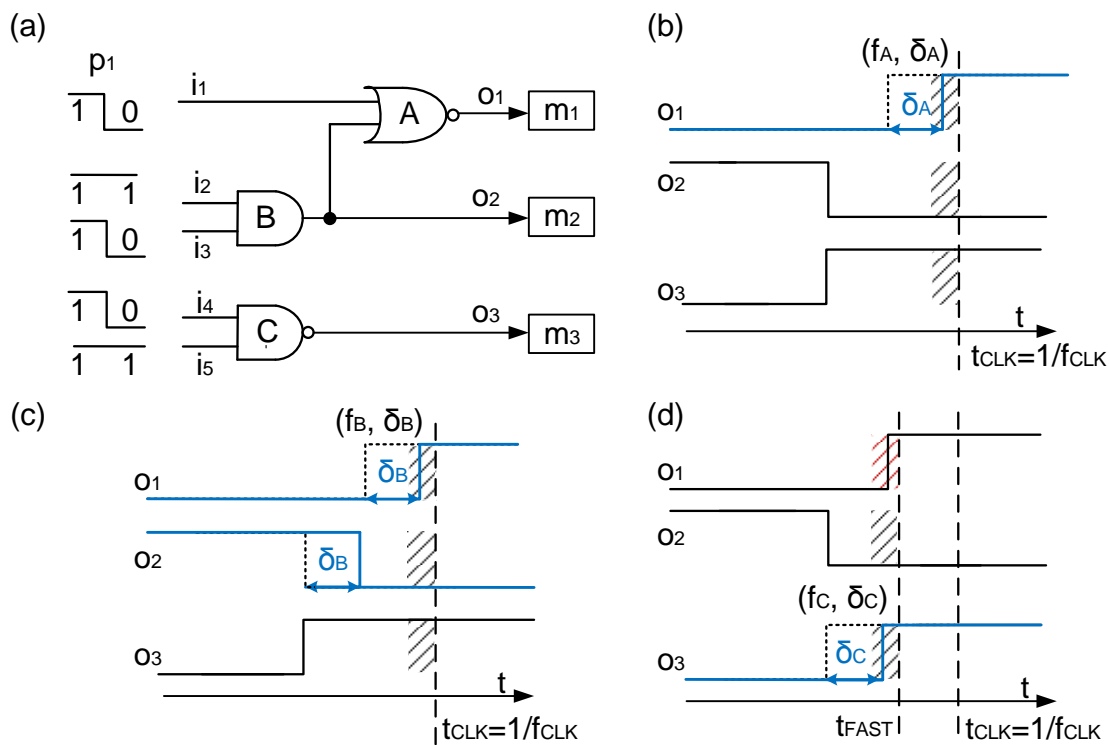 (a)
p1
1 0
i1
A
o1
m1
1 1
i2
B
o2
m2
1 0
i3
1 0
i4
C
o3
m3
1 1
i5
(b)
(fA, δA)
o1
δA
o2
o3
t
tCLK=1/fCLK
(c)
(fB, δB)
o1
δB
o2
δB
o3
t
tCLK=1/fCLK
(d)
o1
o2
(fC, δC)
o3
δC
t
tFAST
tCLK=1/fCLK